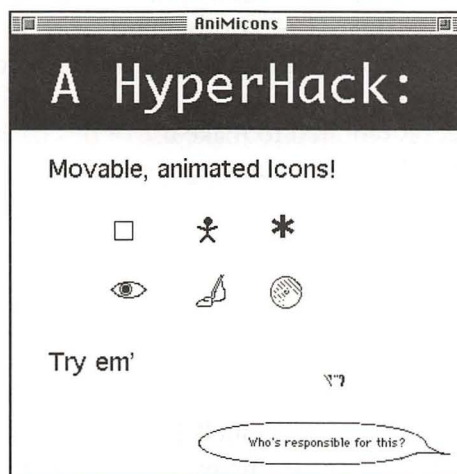 AniMicons
A HyperHack:
Movable, animated Icons!
Try em'
Who's responsible for this?